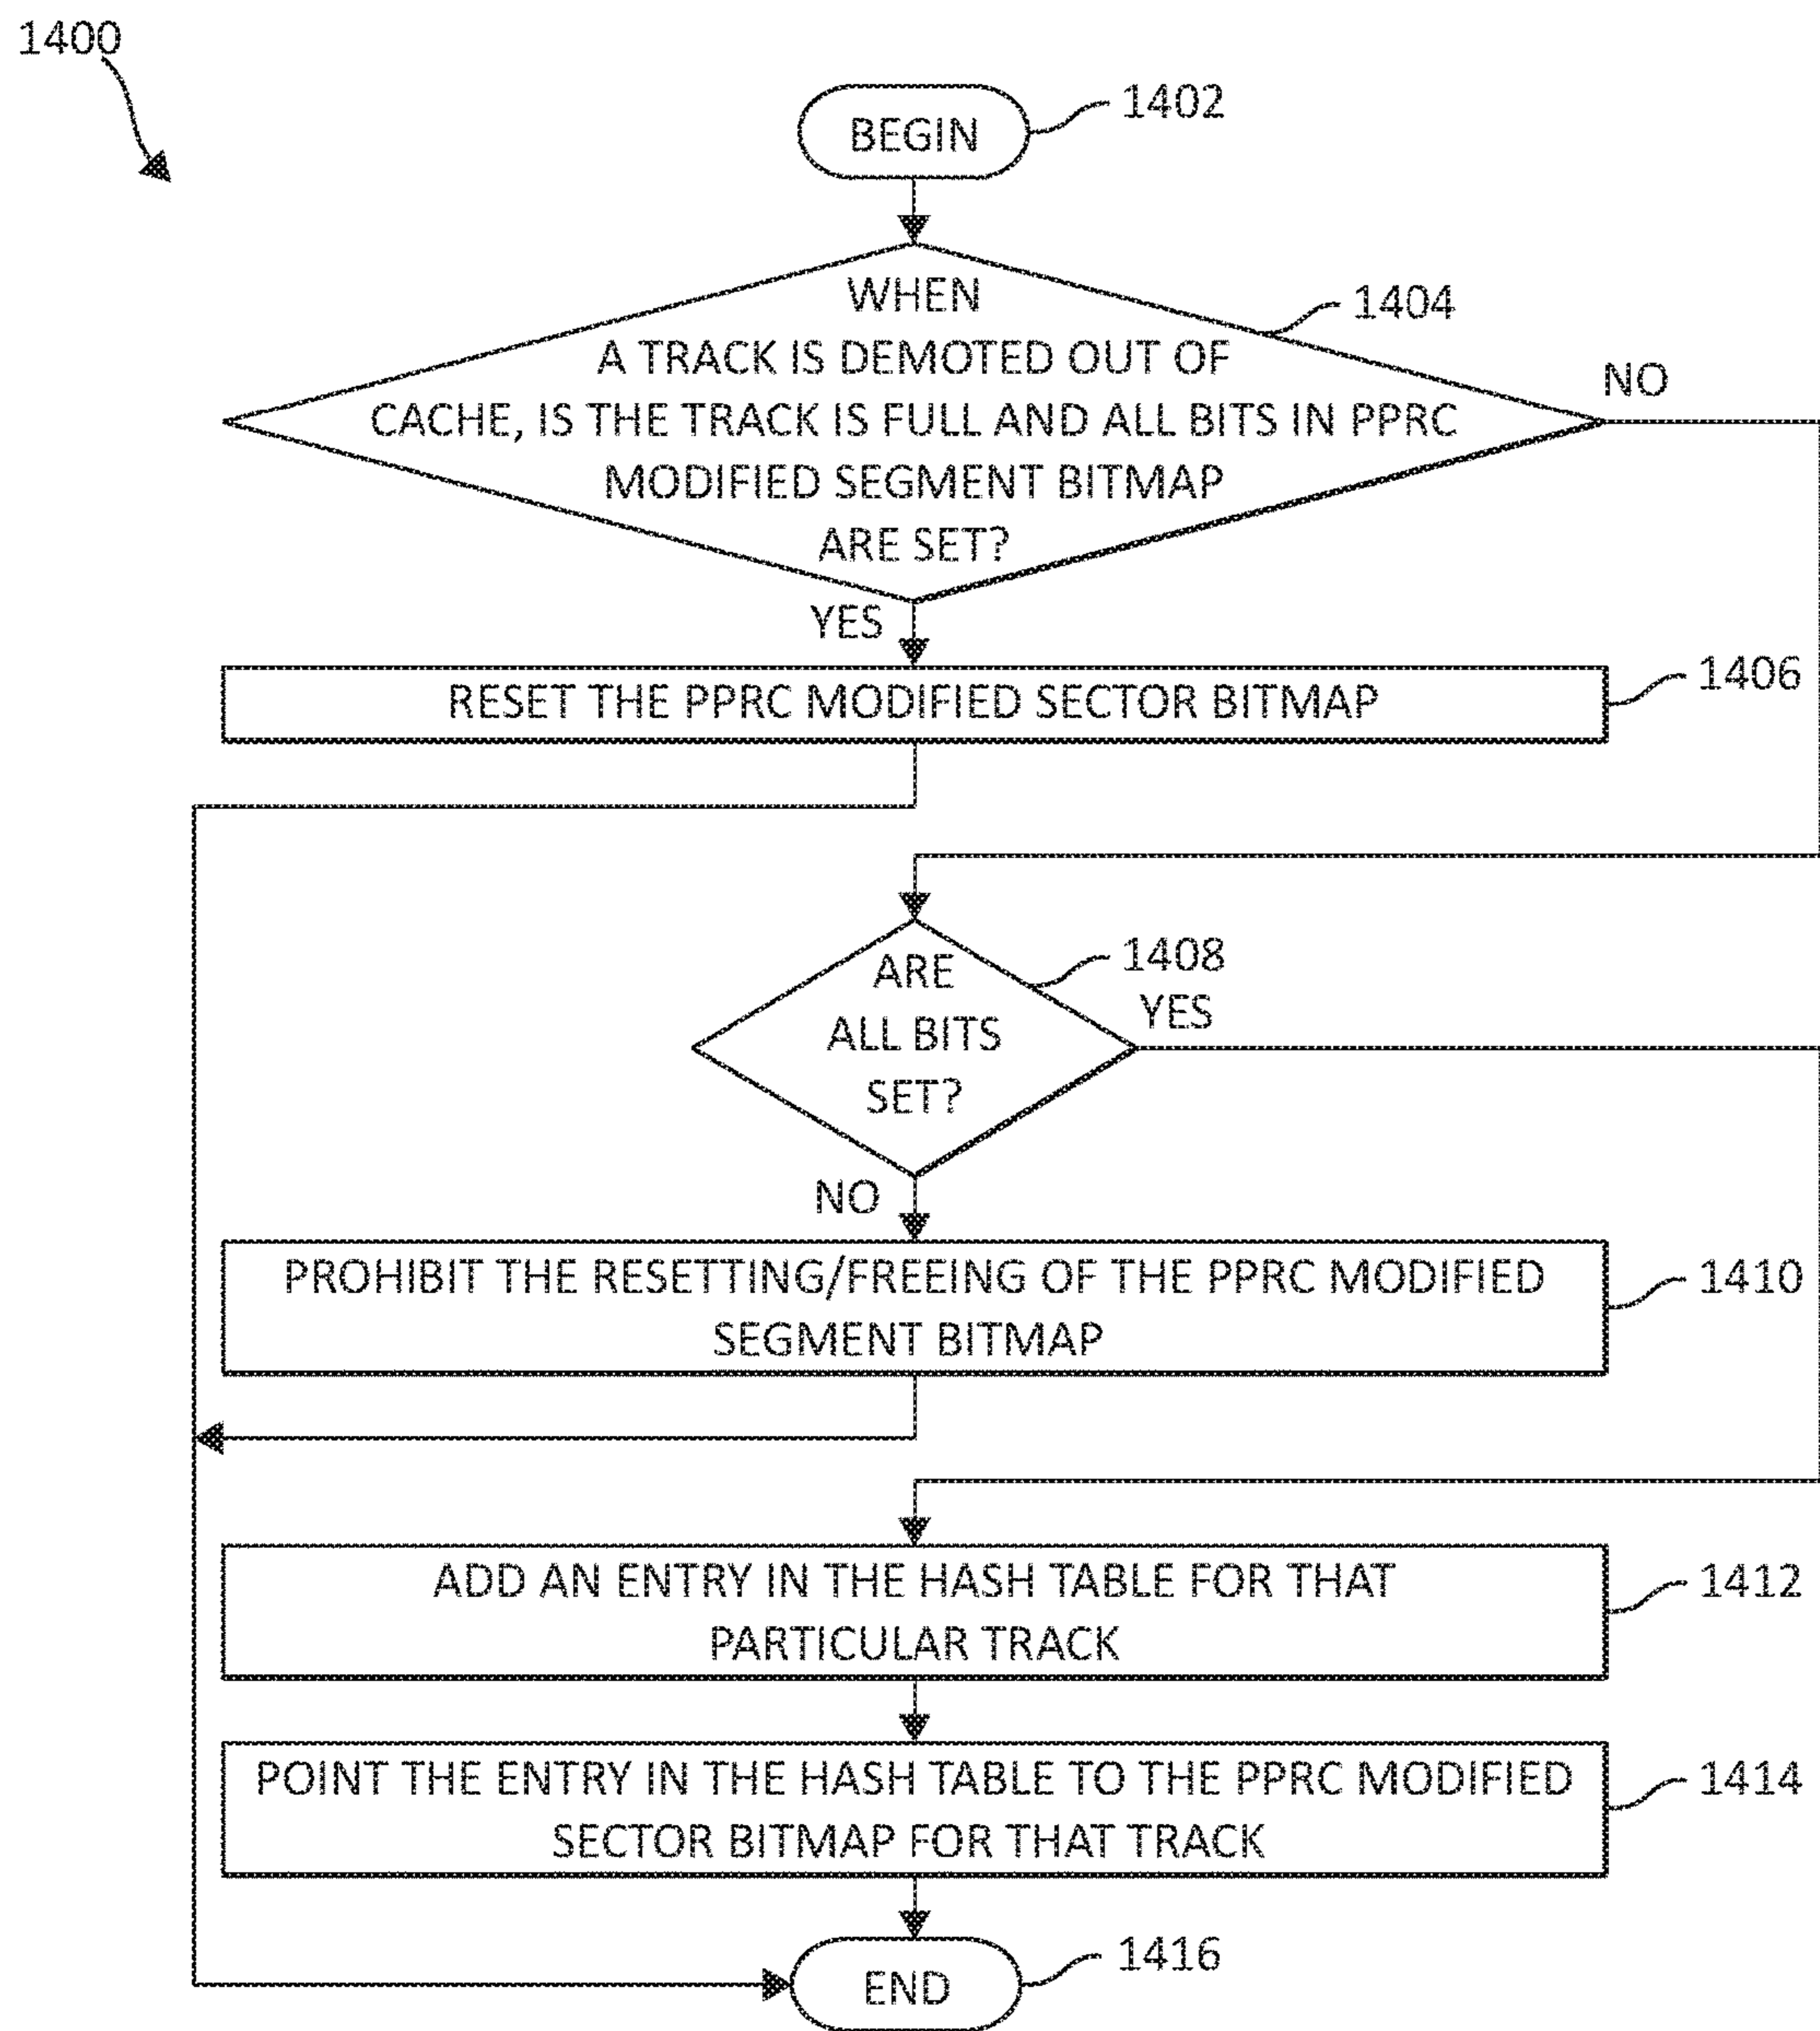 1400
BEGIN
1402
WHEN
1404
A TRACK IS DEMOTED OUT OF
NO
CACHE, IS THE TRACK IS FULL AND ALL BITS IN PPRC
MODIFIED SEGMENT BITMAP
ARE SET?
YES
RESET THE PPRC MODIFIED SECTOR BITMAP
1406
ARE
1408
ALL BITS
YES
SET?
NO
PROHIBIT THE RESETTING/FREEING OF THE PPRC MODIFIED
1410
SEGMENT BITMAP
ADD AN ENTRY IN THE HASH TABLE FOR THAT
1412
PARTICULAR TRACK
POINT THE ENTRY IN THE HASH TABLE TO THE PPRC MODIFIED
1414
SECTOR BITMAP FOR THAT TRACK
END
1416